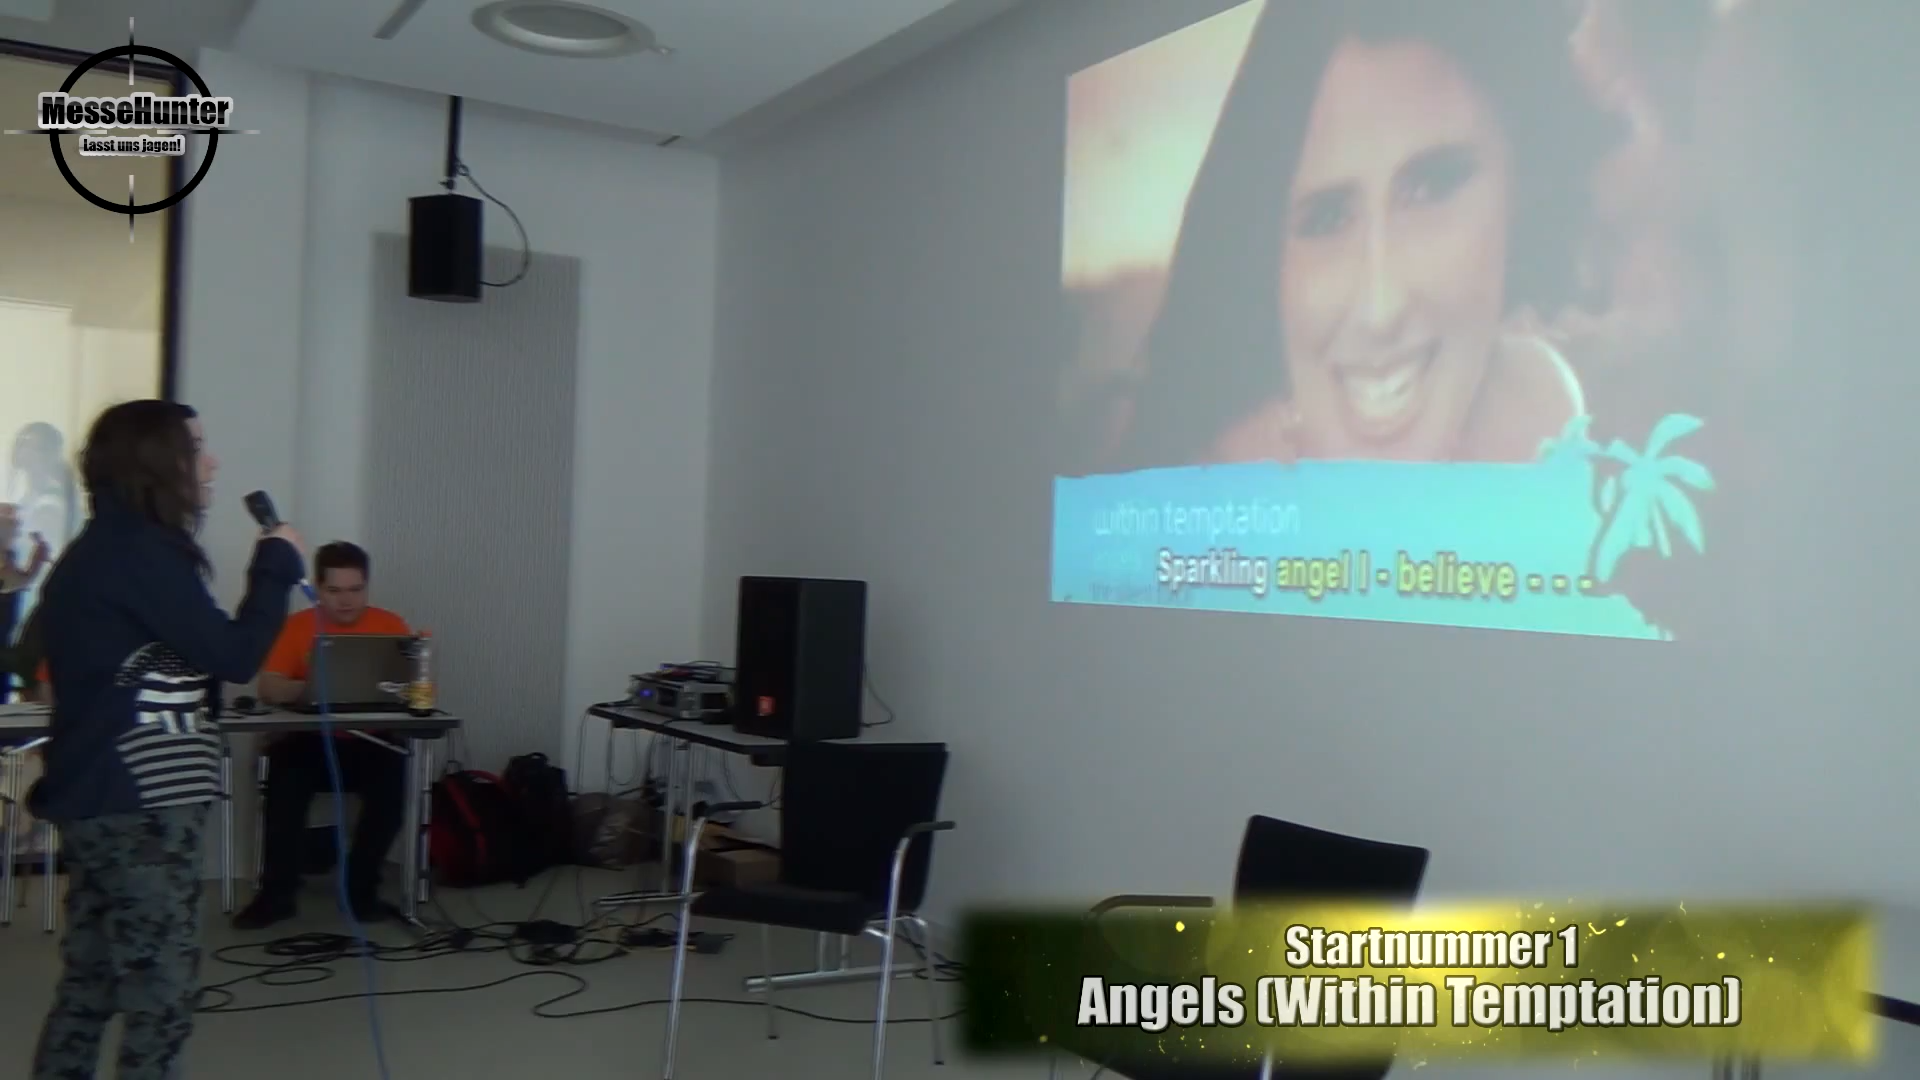 MesseHunter
Lasst uns jagen!
within temptation
Sparkling angel I - believe - - -
Startnummer 1
Angels (Within Temptation)